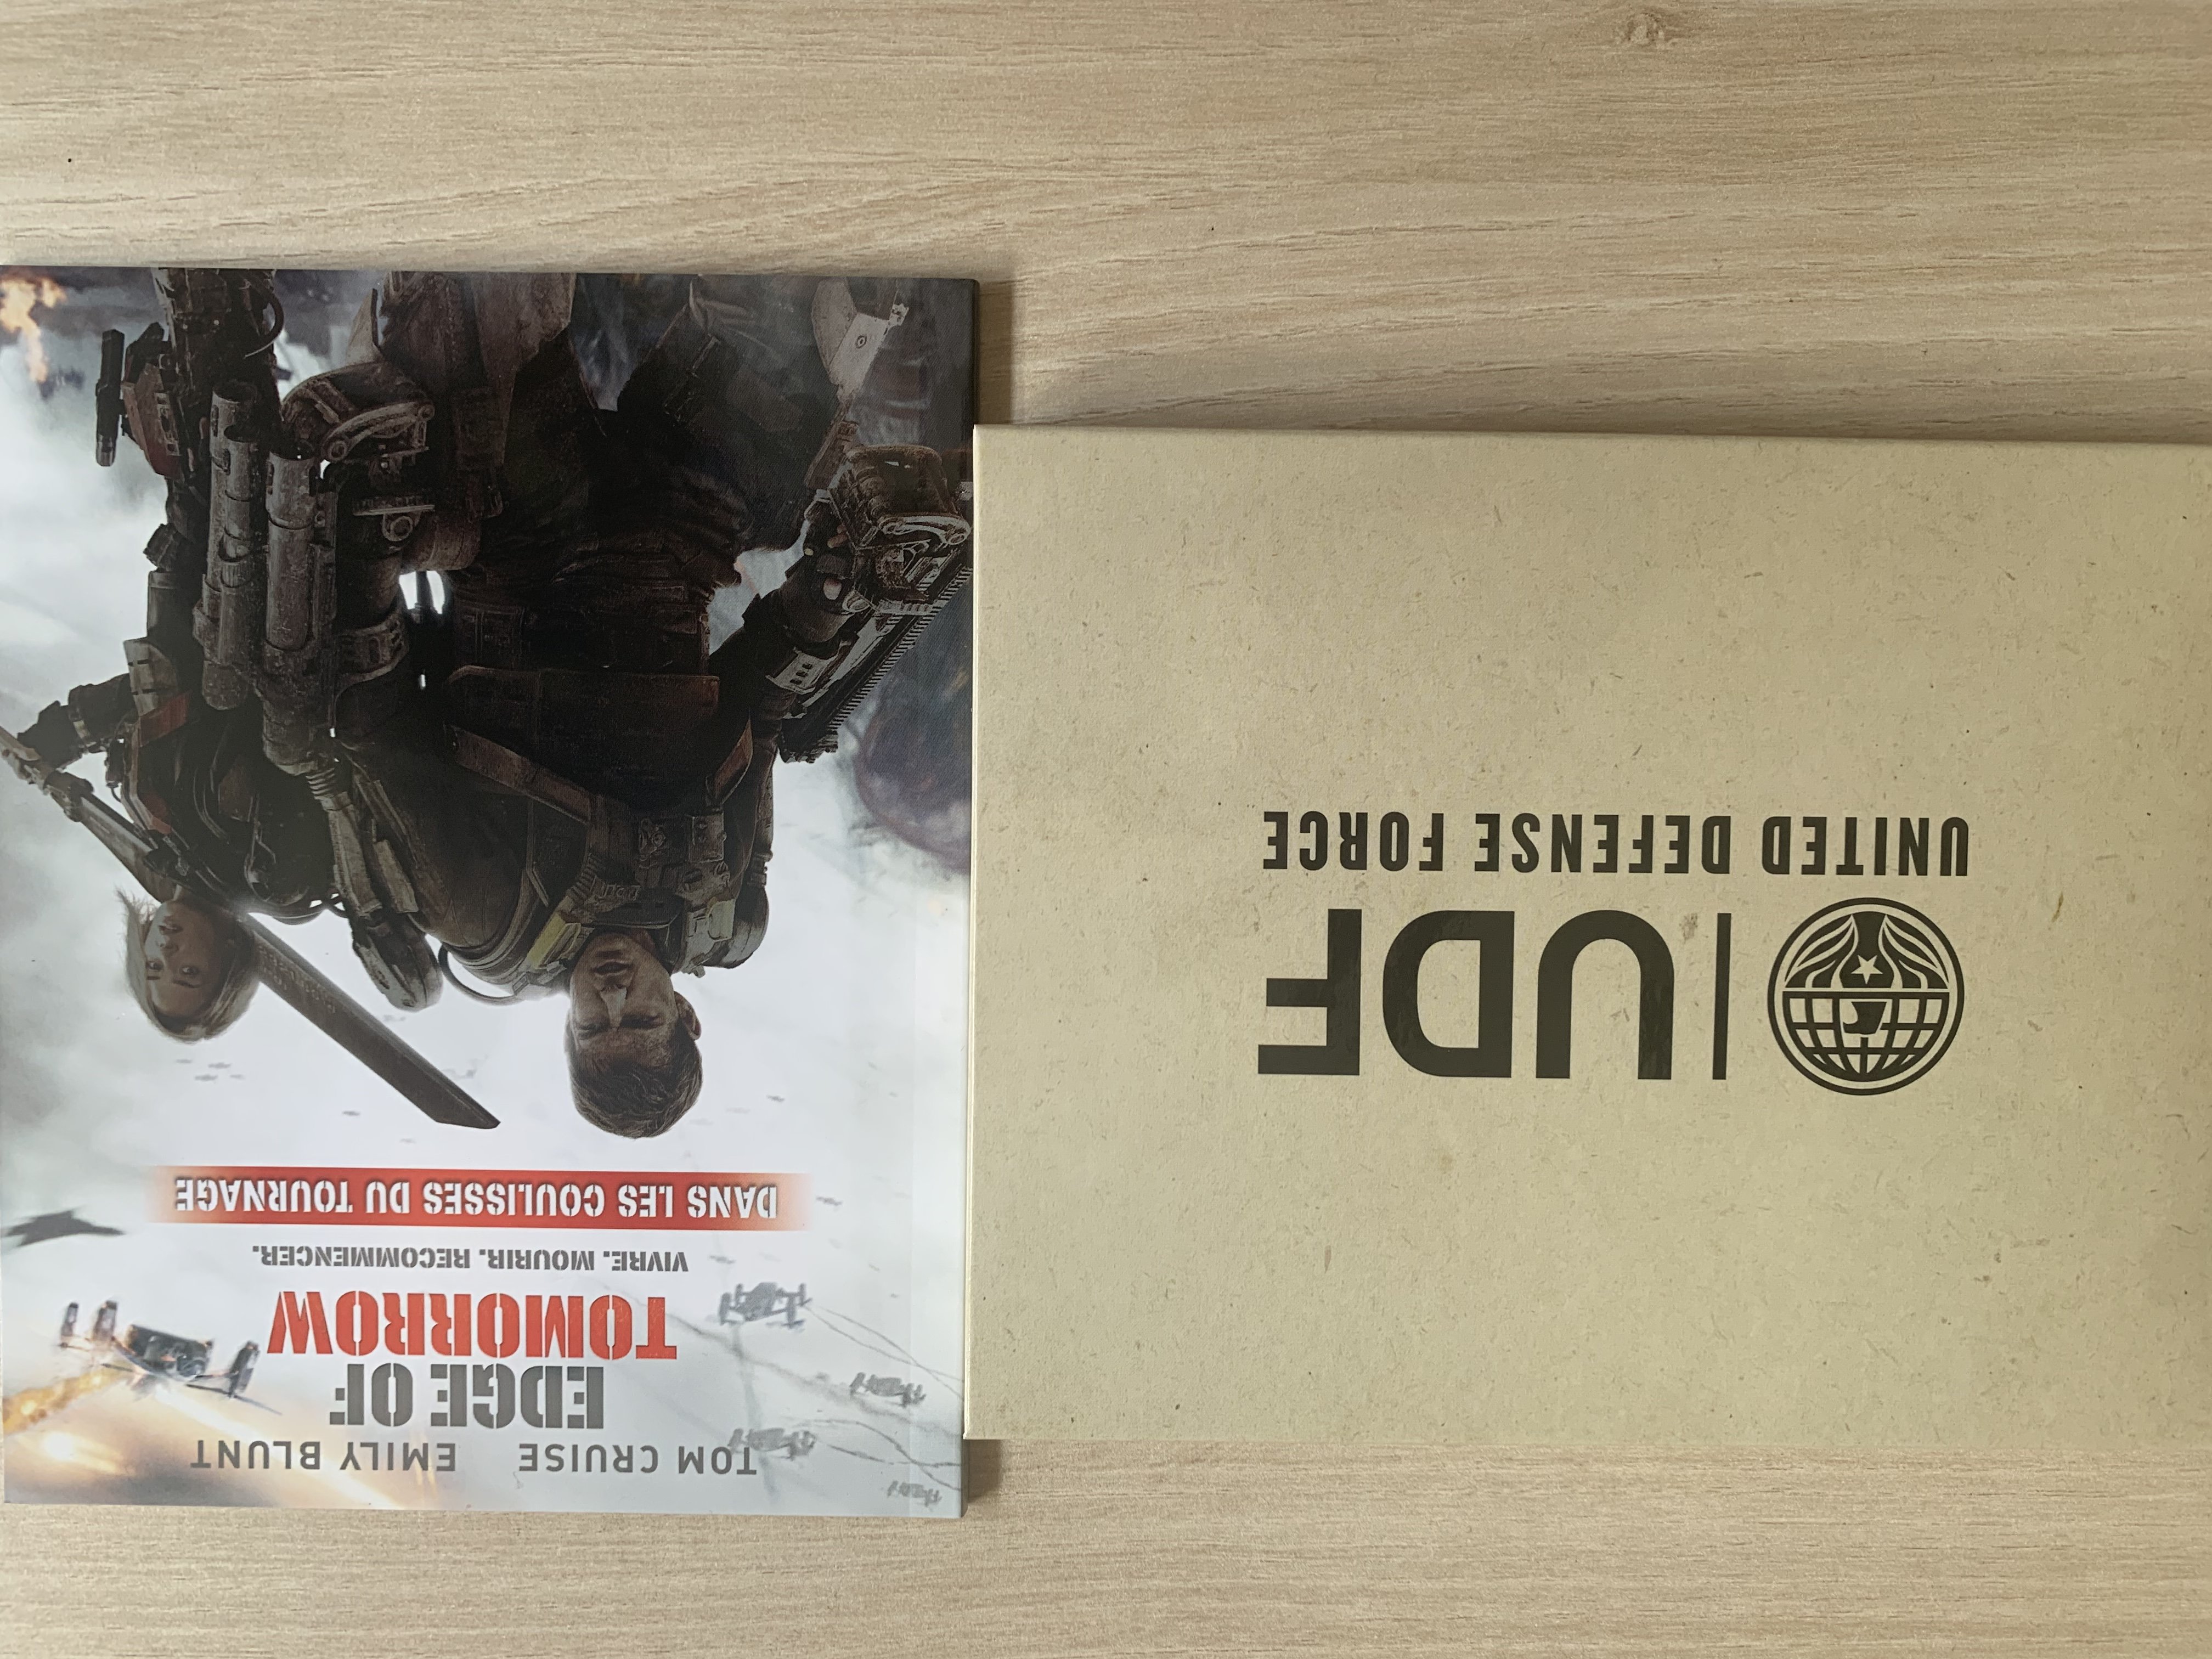 TOM CRUISE EMILY BLUNT
EDGE OF
TOMORROW
VIVRE. MOURIR. RECOMMENCER.
DANS LES COULISSES DU TOURNAGE
UDF
UNITED DEFENSE FORCE